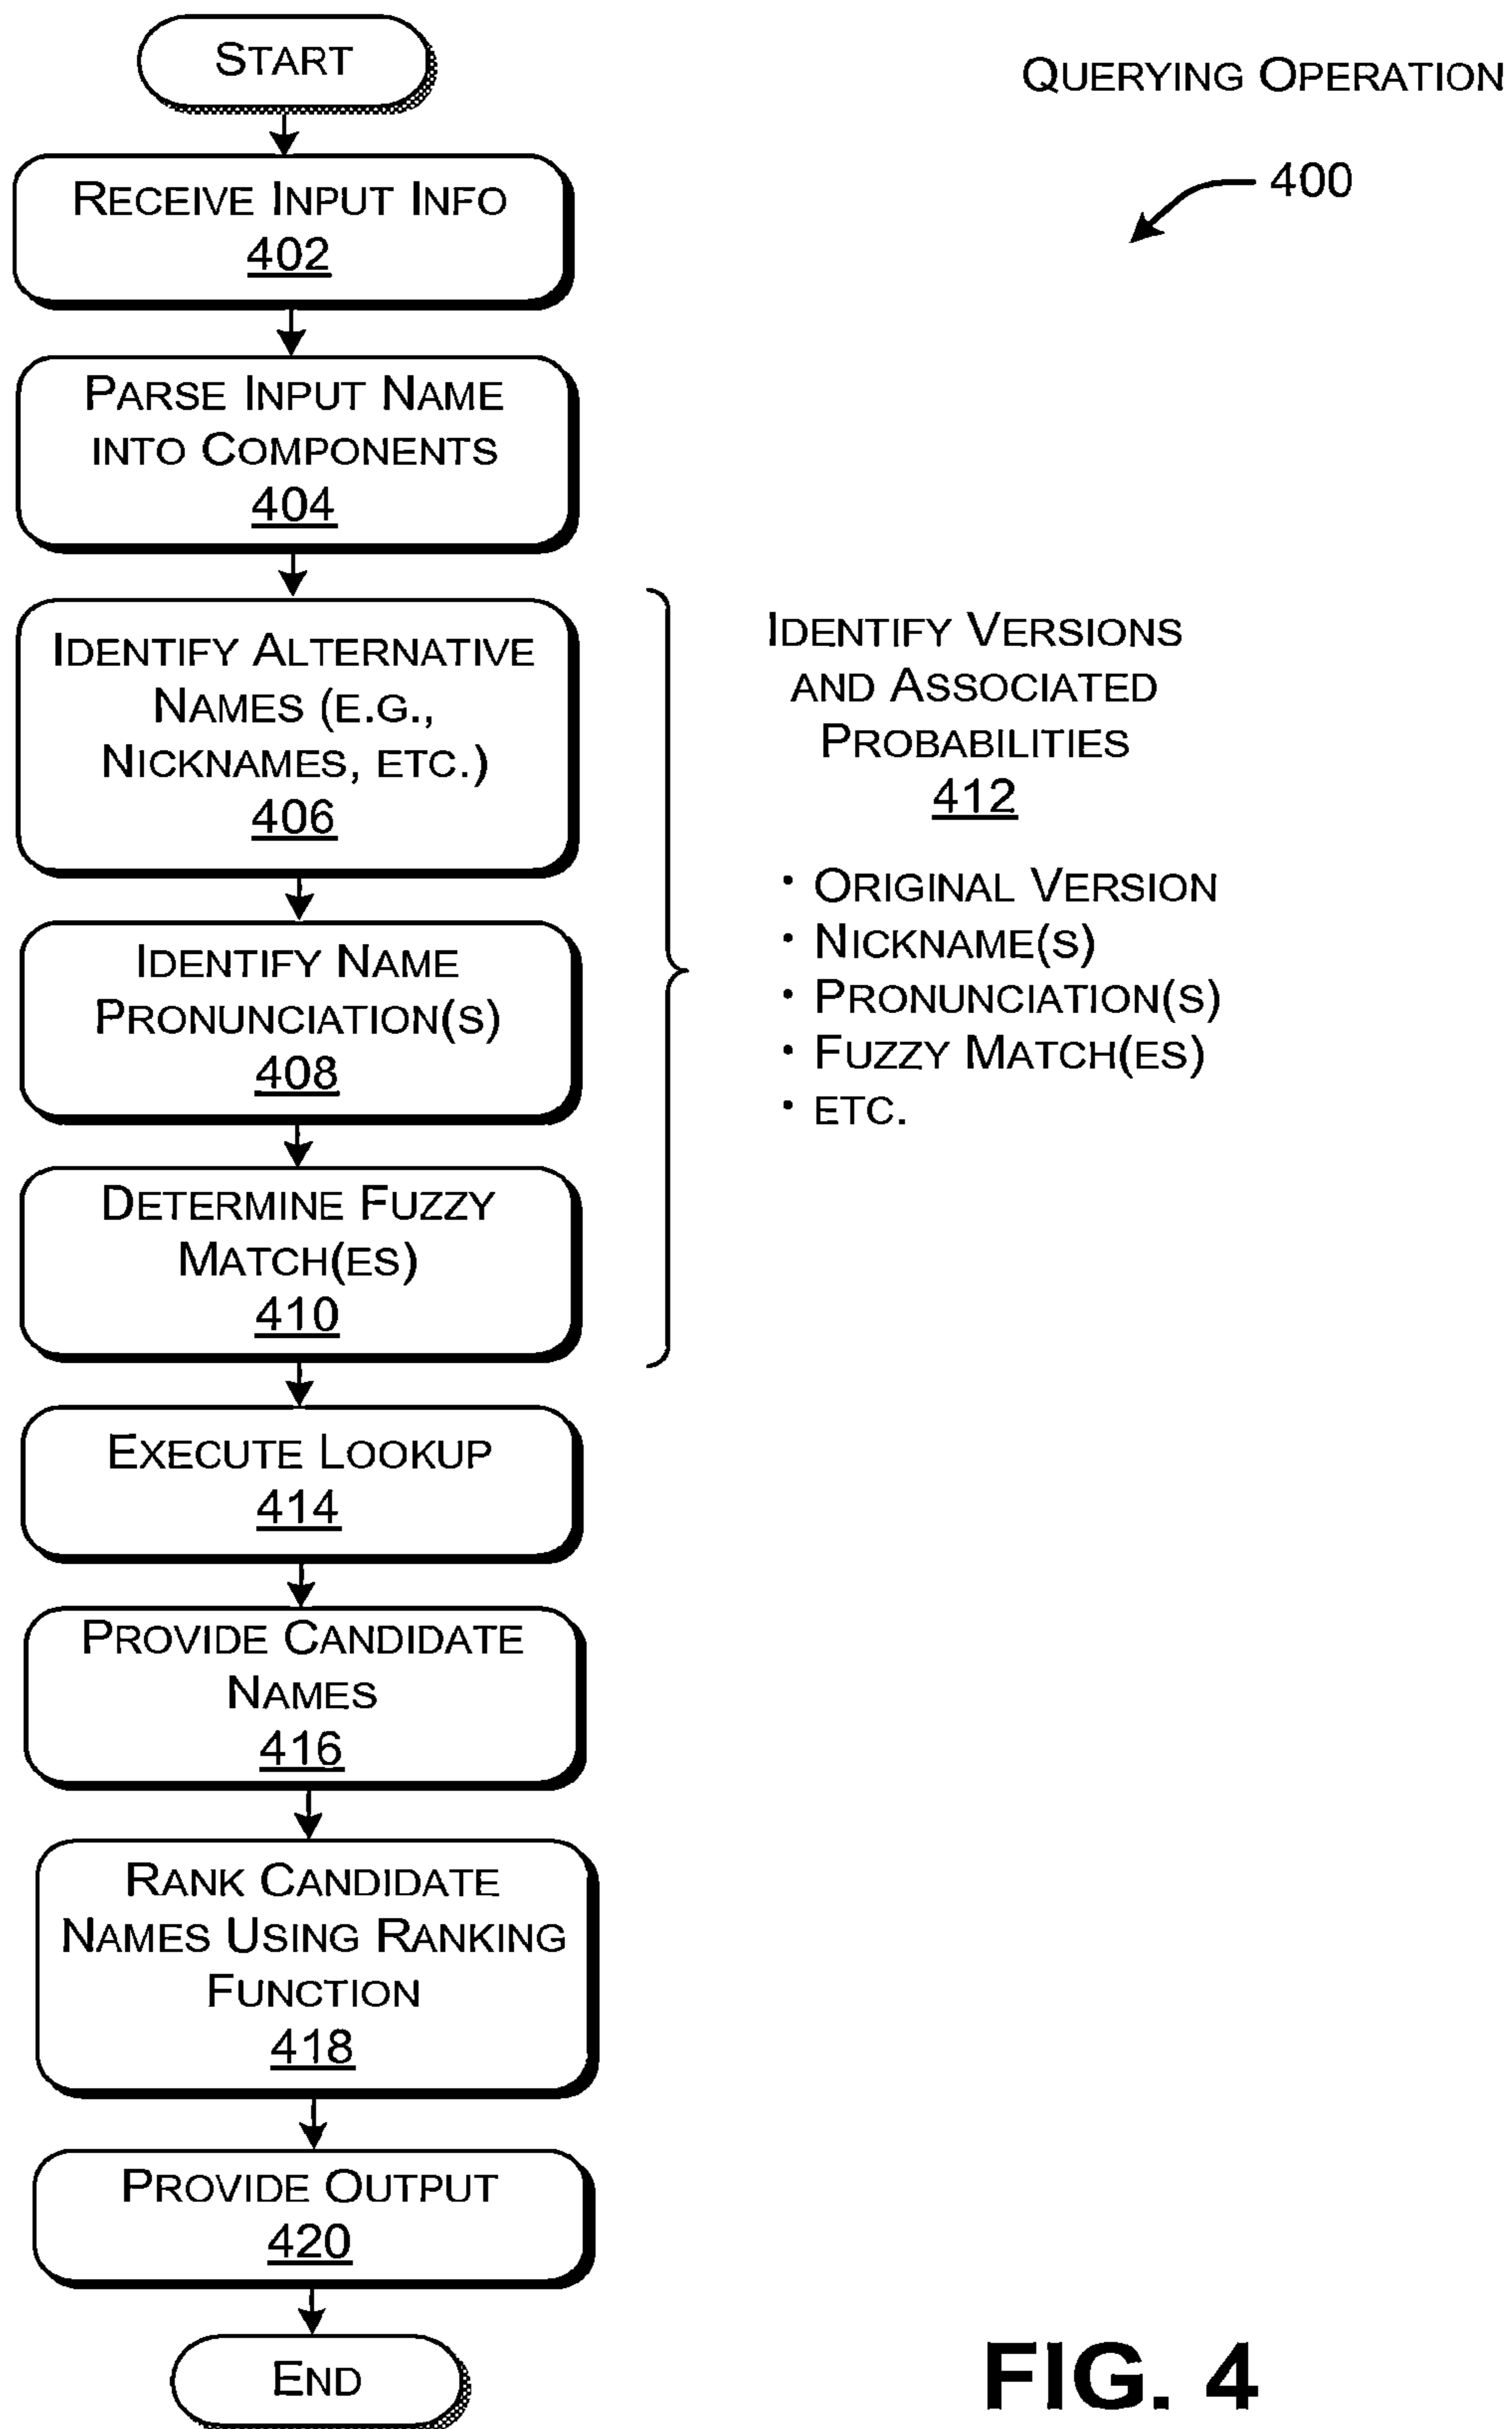 START
QUERYING OPERATION
400
RECEIVE INPUT INFO
402
PARSE INPUT NAME
INTO COMPONENTS
404
IDENTIFY ALTERNATIVE
NAMES (E.G.,
NICKNAMES, ETC.)
406
IDENTIFY NAME
PRONUNCIATION(S)
408
DETERMINE FUZZY
MATCH(ES)
410
IDENTIFY VERSIONS
AND ASSOCIATED
PROBABILITIES
412
• ORIGINAL VERSION
• NICKNAME(S)
• PRONUNCIATION(S)
• FUZZY MATCH(ES)
• ETC.
EXECUTE LOOKUP
414
PROVIDE CANDIDATE
NAMES
416
RANK CANDIDATE
NAMES USING RANKING
FUNCTION
418
PROVIDE OUTPUT
420
END
FIG. 4